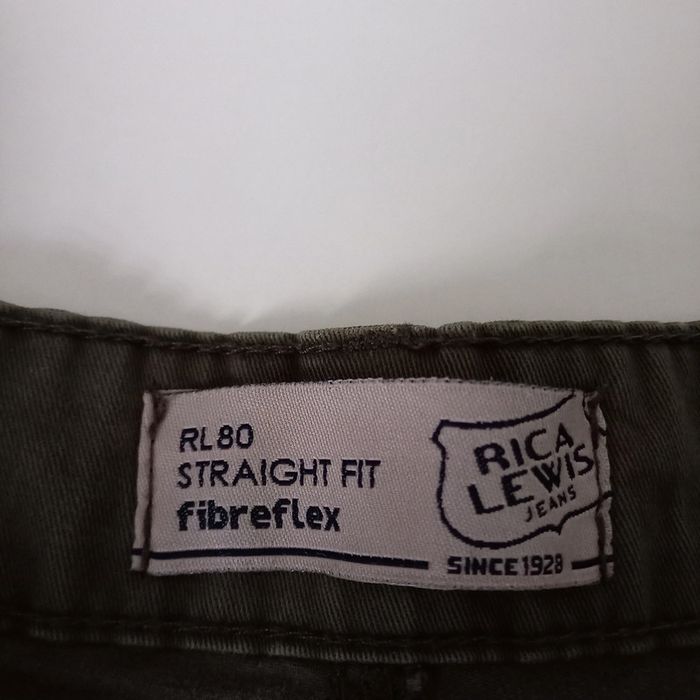 RL80
STRAIGHT FIT
fibreflex
RICA
LEWIS
JEANS
SINCE 1928